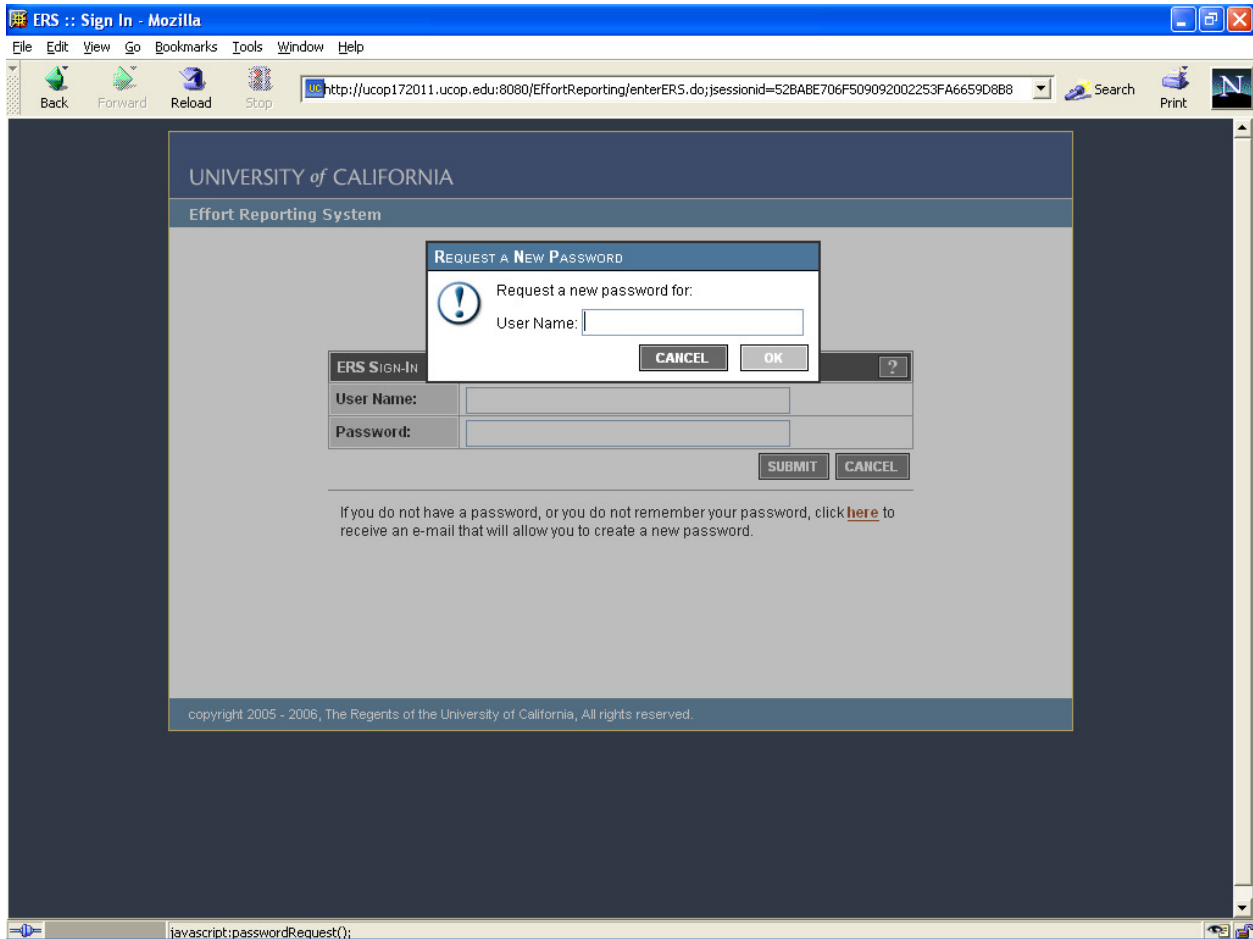 ERS :: Sign In - Mozilla
File Edit View Go Bookmarks Tools Window Help
Back Forward Reload Stop http://ucop172011.ucop.edu:8080/EffortReporting/enterERS.do;jsessionid=52BABE706F509092002253FA6659D8B8 Search Print N
UNIVERSITY of CALIFORNIA
Effort Reporting System
REQUEST A NEW PASSWORD
Request a new password for:
User Name:
CANCEL OK
ERS SIGN-IN ?
User Name:
Password:
SUBMIT CANCEL
If you do not have a password, or you do not remember your password, click here to
receive an e-mail that will allow you to create a new password.
copyright 2005 - 2006, The Regents of the University of California, All rights reserved.
javascript:passwordRequest();